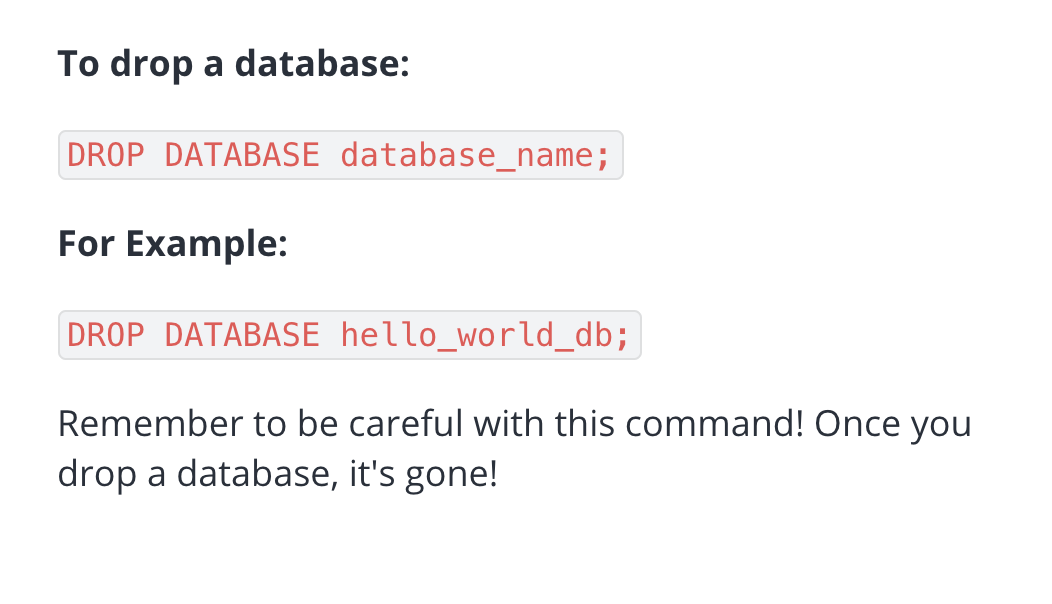 To drop a database:
DROP DATABASE database_name;
For Example:
DROP DATABASE hello_world_db;
Remember to be careful with this command! Once you
drop a database, it's gone!